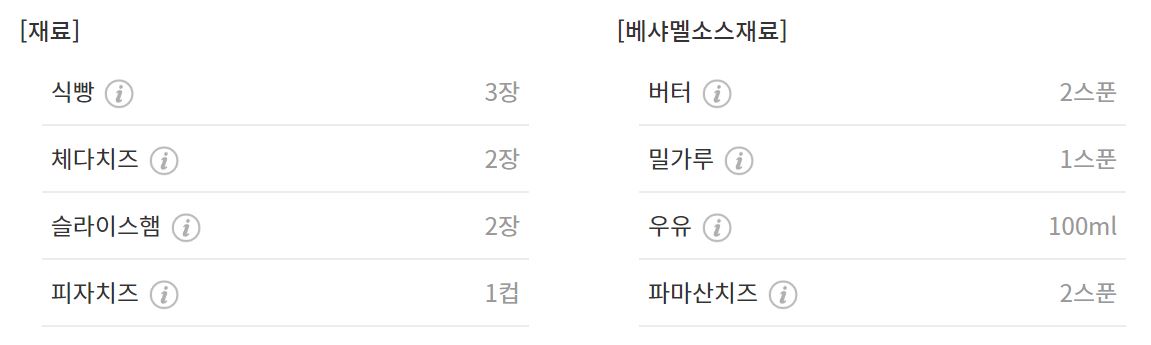 [재료]
식빵 3장
체다치즈 2장
슬라이스햄 2장
피자치즈 1컵
[베샤멜소스재료]
버터 2스푼
밀가루 1스푼
우유 100ml
파마산치즈 2스푼